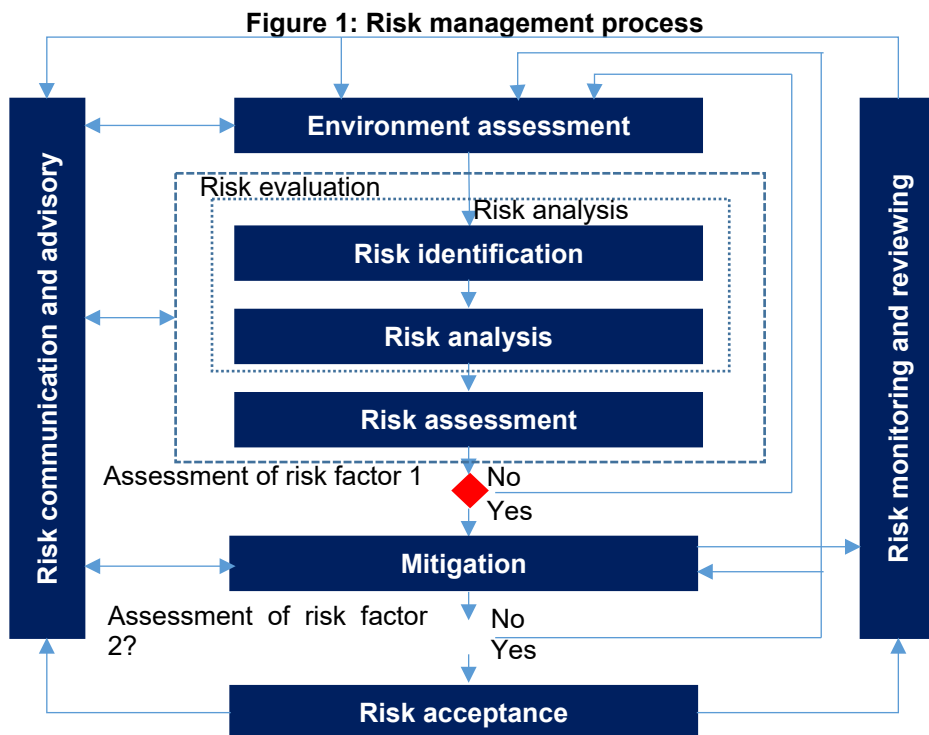 Figure 1: Risk management process
Environment assessment
Risk evaluation
Risk analysis
Risk identification
Risk analysis
Risk assessment
Assessment of risk factor 1
No
Yes
Mitigation
Assessment of risk factor
2?
No
Yes
Risk acceptance
Risk communication and advisory
Risk monitoring and reviewing